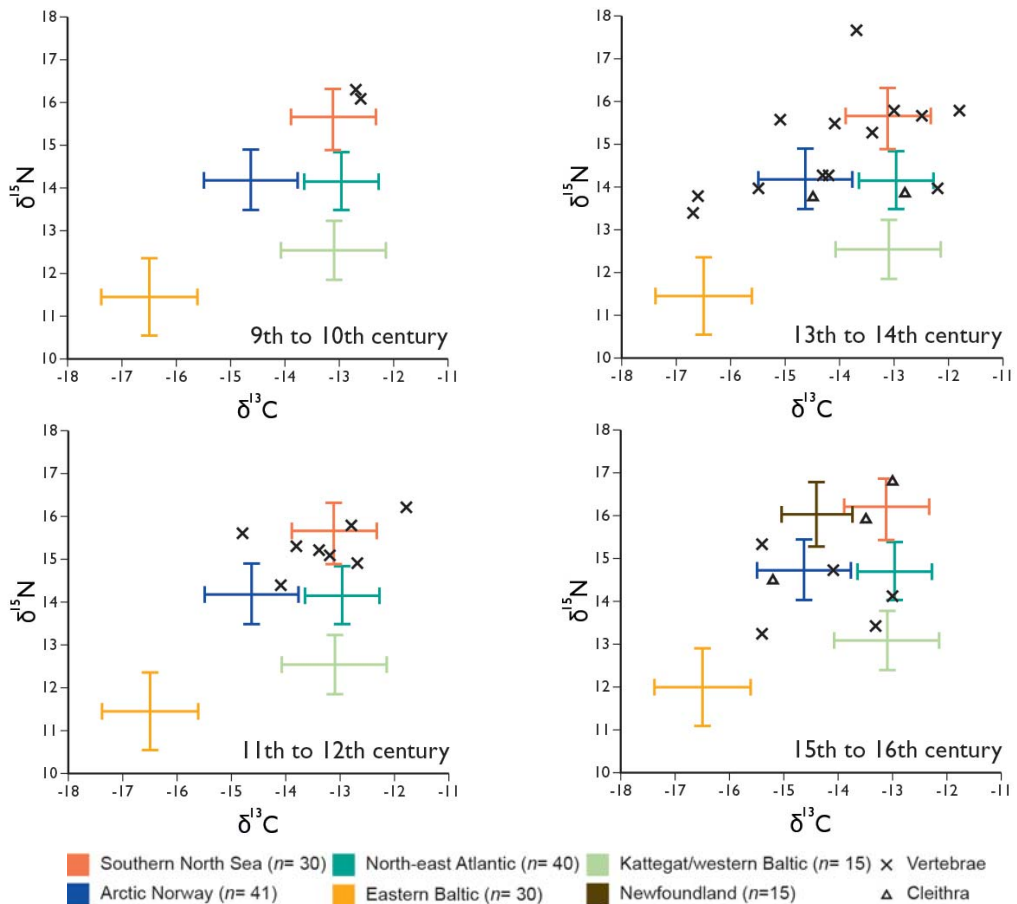 18
17
16
15
14
13
12
11
10
δ15N
-18 -17 -16 -15 -14 -13 -12 -11
δ13C
9th to 10th century
18
17
16
15
14
13
12
11
10
δ15N
-18 -17 -16 -15 -14 -13 -12 -11
δ13C
13th to 14th century
18
17
16
15
14
13
12
11
10
δ15N
-18 -17 -16 -15 -14 -13 -12 -11
δ13C
11th to 12th century
18
17
16
15
14
13
12
11
10
δ15N
-18 -17 -16 -15 -14 -13 -12 -11
δ13C
15th to 16th century
Southern North Sea (n= 30) North-east Atlantic (n= 40) Kattegat/western Baltic (n= 15) Vertebrae
Arctic Norway (n= 41) Eastern Baltic (n= 30) Newfoundland (n=15) Cleithra